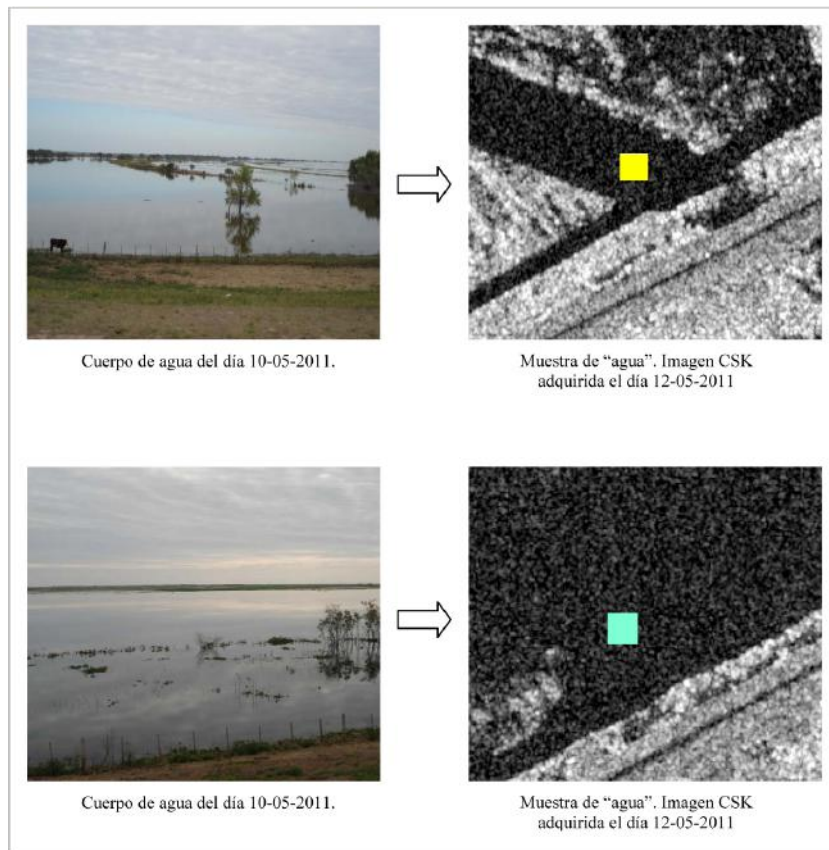 Cuerpo de agua del día 10-05-2011.
Muestra de “agua”. Imagen CSK
adquirida el día 12-05-2011
Cuerpo de agua del día 10-05-2011.
Muestra de “agua”. Imagen CSK
adquirida el día 12-05-2011